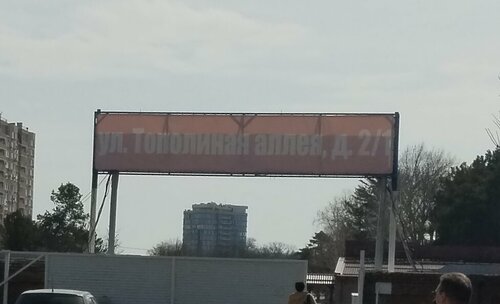 ул. Тополиная аллея, д. 2/1